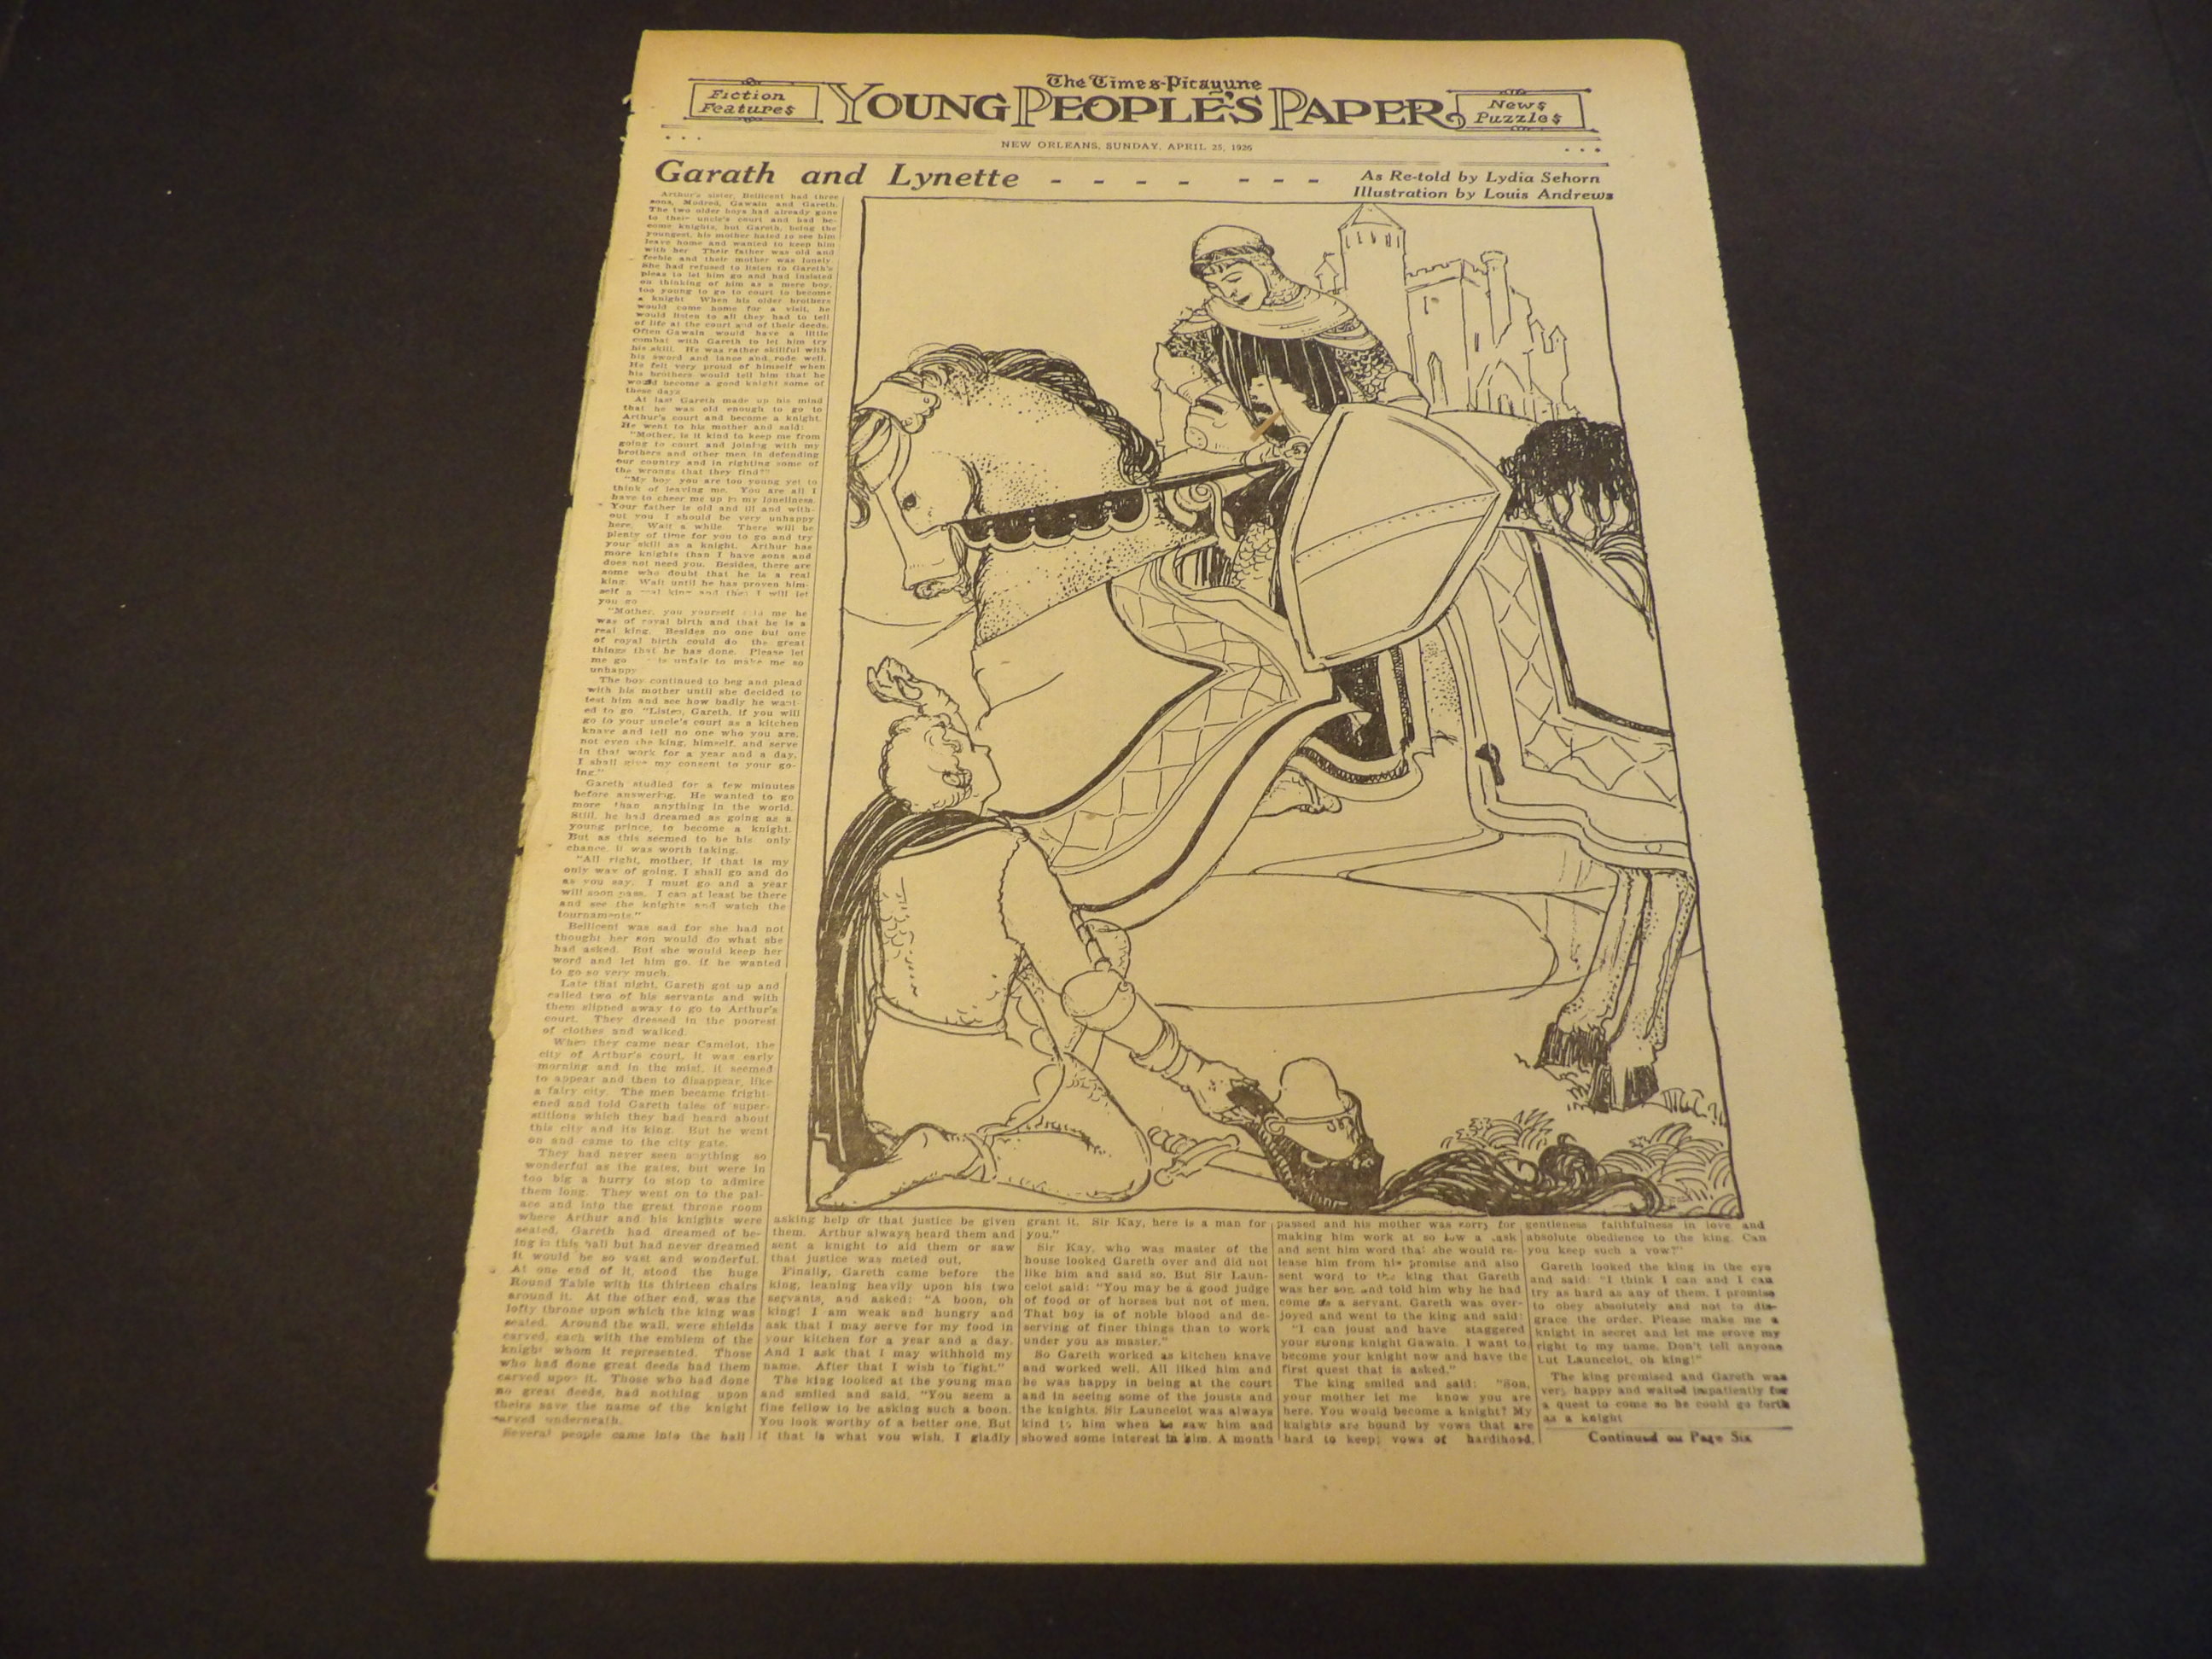 Fiction
Features
The Times-Picayune
YOUNG PEOPLE'S PAPER
News
Puzzles
NEW ORLEANS, SUNDAY, APRIL 25, 1926
Garath and Lynette - - - - - - -
As Re-told by Lydia Sehorn
Illustration by Louis Andrews
Arthur's sister, Bellicent had three
sons, Modred, Gawain and Gareth.
The two older boys had already gone
to their uncle's court and had be-
come knights, but Gareth, being the
youngest, his mother hated to see him
leave home and wanted to keep him
with her. Their father was old and
feeble and their mother was lonely.
She had refused to listen to Gareth's
pleas to let him go and had insisted
on thinking of him as a mere boy,
too young to go to court to become
a knight. When his older brothers
would come home for a visit, he
would listen to all they had to tell
of life at the court and of their deeds.
Often Gawain would have a little
combat with Gareth to let him try
his skill. He was rather skillful with
his sword and lance and rode well.
He felt very proud of himself when
his brothers would tell him that he
would become a good knight some of
these days.
At last Gareth made up his mind
that he was old enough to go to
Arthur's court and become a knight.
He went to his mother and said:
"Mother, is it kind to keep me from
going to court and joining with my
brothers and other men in defending
our country and in righting some of
the wrongs that they find?"
"My boy you are too young yet to
think of leaving me. You are all I
have to cheer me up in my loneliness.
Your father is old and ill and with-
out you I should be very unhappy
here. Wait a while. There will be
plenty of time for you to go and try
your skill as a knight. Arthur has
more knights than I have sons and
does not need you. Besides, there are
some who doubt that he is a real
king. Wait until he has proven him-
self a real king and then I will let
you go
"Mother, you yourself told me he
was of royal birth and that he is a
real king. Besides no one but one
of royal birth could do the great
things that he has done. Please let
me go is unfair to make me so
unhappy
The boy continued to beg and plead
with his mother until she decided to
test him and see how badly he want-
ed to go "Listen, Gareth, if you will
go to your uncle's court as a kitchen
knave and tell no one who you are,
not even the king, himself, and serve
in that work for a year and a day,
I shall give my consent to your go-
ing."
Gareth studied for a few minutes
before answering. He wanted to go
more than anything in the world.
Still, he had dreamed as going as a
young prince, to become a knight.
But as this seemed to be his only
chance, it was worth taking.
"All right, mother, if that is my
only way of going, I shall go and do
as you say. I must go and a year
will soon pass. I can at least be there
and see the knights and watch the
tournaments."
Bellicent was sad for she had not
thought her son would do what she
had asked. But she would keep her
word and let him go, if he wanted
to go so very much.
Late that night, Gareth got up and
called two of his servants and with
them slipped away to go to Arthur's
court. They dressed in the poorest
of clothes and walked.
When they came near Camelot, the
city of Arthur's court, it was early
morning and in the mist, it seemed
to appear and then to disappear, like
a fairy city. The men became fright-
ened and told Gareth tales of super-
stitions which they had heard about
this city and its king. But he went
on and came to the city gate.
They had never seen anything so
wonderful as the gates, but were in
too big a hurry to stop to admire
them long. They went on to the pal-
ace and into the great throne room
where Arthur and his knights were
seated. Gareth had dreamed of be-
ing in this hall but had never dreamed
it would be so vast and wonderful.
At one end of it, stood the huge
Round Table with its thirteen chairs
around it. At the other end, was the
lofty throne upon which the king was
seated. Around the wall, were shields
carved, each with the emblem of the
knight whom it represented. Those
who had done great deeds had them
carved upon it. Those who had done
no great deeds, had nothing upon
theirs save the name of the knight
carved underneath.
Several people came into the hall
asking help or that justice be given
them. Arthur always heard them and
sent a knight to aid them or saw
that justice was meted out.
Finally, Gareth came before the
king, leaning heavily upon his two
servants, and asked: "A boon, oh
king! I am weak and hungry and
ask that I may serve for my food in
your kitchen for a year and a day.
And I ask that I may withhold my
name. After that I wish to fight."
The king looked at the young man
and smiled and said, "You seem a
fine fellow to be asking such a boon.
You look worthy of a better one. But
if that is what you wish, I gladly
grant it. Sir Kay, here is a man for
you."
Sir Kay, who was master of the
house looked Gareth over and did not
like him and said so. But Sir Laun-
celot said: "You may be a good judge
of food or of horses but not of men.
That boy is of noble blood and de-
serving of finer things than to work
under you as master."
So Gareth worked as kitchen knave
and worked well. All liked him and
he was happy in being at the court
and in seeing some of the jousts and
the knights. Sir Launcelot was always
kind to him when he saw him and
showed some interest in him. A month
passed and his mother was sorry for
making him work at so low a task
and sent him word that she would re-
lease him from his promise and also
sent word to the king that Gareth
was her son and told him why he had
come as a servant. Gareth was over-
joyed and went to the king and said:
"I can joust and have staggered
your strong knight Gawain. I want to
become your knight now and have the
first quest that is asked."
The king smiled and said: "Son,
your mother let me know you are
here. You would become a knight? My
knights are bound by vows that are
hard to keep; vows of hardihood,
gentleness faithfulness in love and
absolute obedience to the king. Can
you keep such a vow?"
Gareth looked the king in the eye
and said: "I think I can and I can
try as hard as any of them. I promise
to obey absolutely and not to dis-
grace the order. Please make me a
knight in secret and let me prove my
right to my name. Don't tell anyone
but Launcelot, oh king!"
The king promised and Gareth was
very happy and waited impatiently for
a quest to come so he could go forth
as a knight
Continued on Page Six